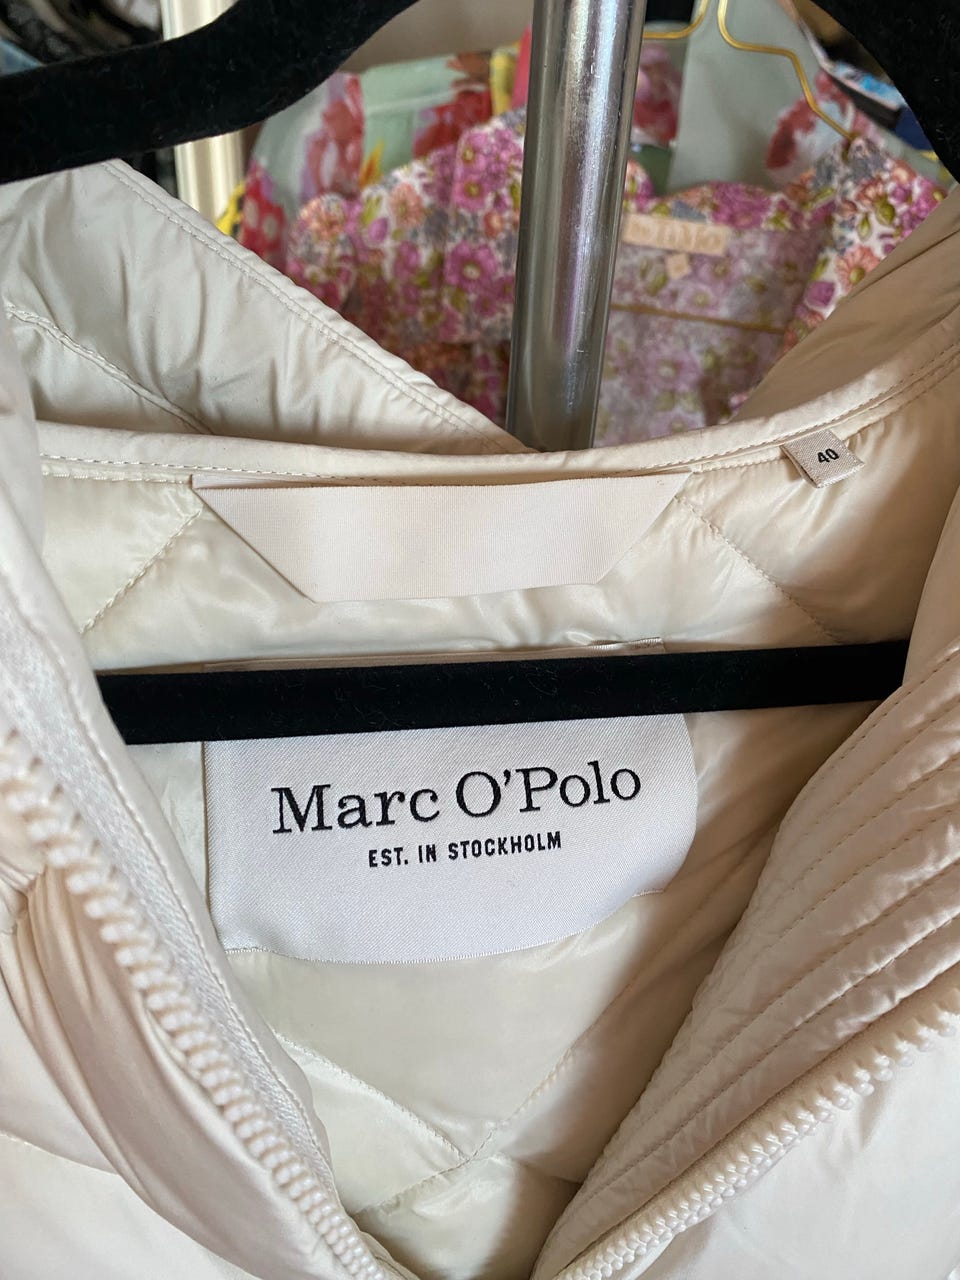 40
Marc O'Polo
EST. IN STOCKHOLM